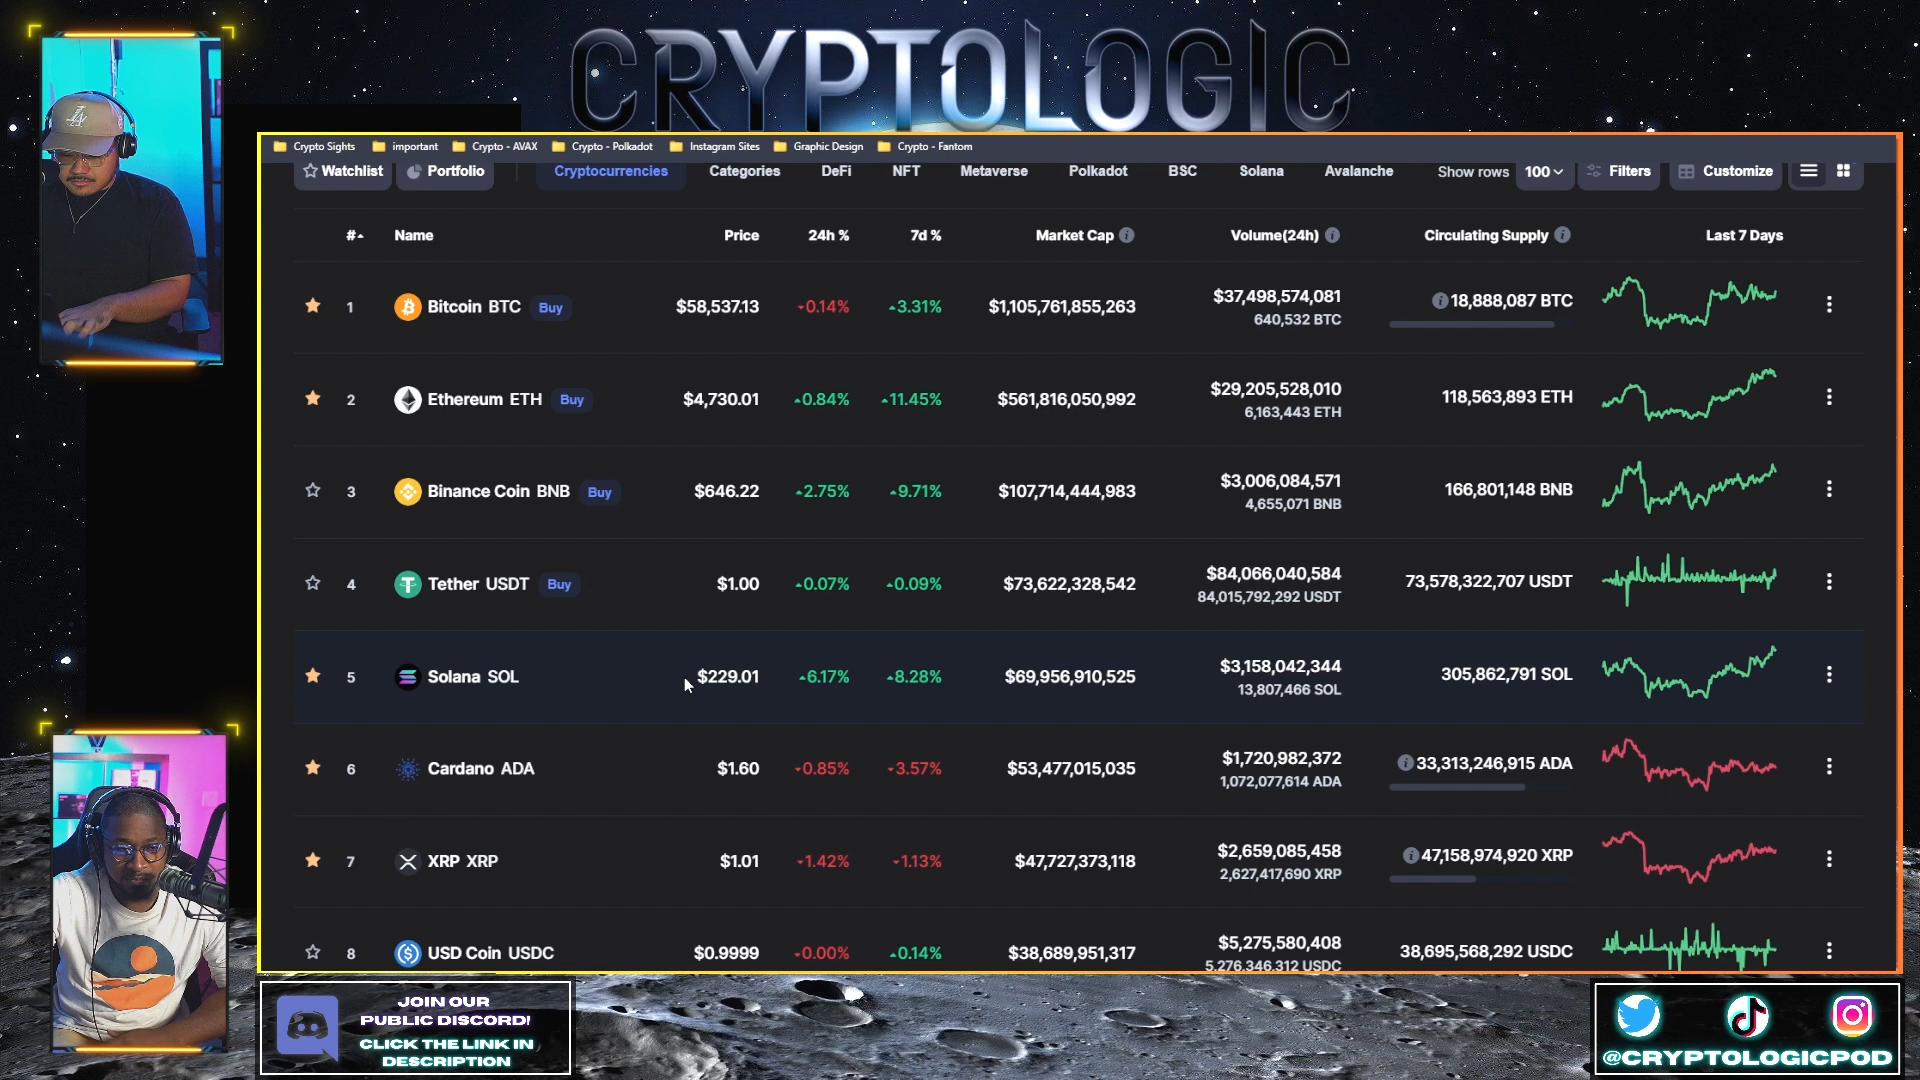 CRYPTOLOGIC
Crypto Sights important Crypto - AVAX Crypto - Polkadot Instagram Sites Graphic Design Crypto - Fantom
Watchlist Portfolio Cryptocurrencies Categories DeFi NFT Metaverse Polkadot BSC Solana Avalanche Show rows 100 Filters Customize
# Name Price 24h % 7d % Market Cap Volume(24h) Circulating Supply Last 7 Days
1 Bitcoin BTC Buy $58,537.13 0.14% 3.31% $1,105,761,855,263 $37,498,574,081 18,888,087 BTC
640,532 BTC
2 Ethereum ETH Buy $4,730.01 0.84% 11.45% $561,816,050,992 $29,205,528,010 118,563,893 ETH
6,163,443 ETH
3 Binance Coin BNB Buy $646.22 2.75% 9.71% $107,714,444,983 $3,006,084,571 166,801,148 BNB
4,655,071 BNB
4 Tether USDT Buy $1.00 0.07% 0.09% $73,622,328,542 $84,066,040,584 73,578,322,707 USDT
84,015,792,292 USDT
5 Solana SOL $229.01 6.17% 8.28% $69,956,910,525 $3,158,042,344 305,862,791 SOL
13,807,466 SOL
6 Cardano ADA $1.60 0.85% 3.57% $53,477,015,035 $1,720,982,372 33,313,246,915 ADA
1,072,077,614 ADA
7 XRP XRP $1.01 1.42% 1.13% $47,727,373,118 $2,659,085,458 47,158,974,920 XRP
2,627,417,690 XRP
8 USD Coin USDC $0.9999 0.00% 0.14% $38,689,951,317 $5,275,580,408 38,695,568,292 USDC
5,276,346,312 USDC
JOIN OUR
PUBLIC DISCORD!
CLICK THE LINK IN
DESCRIPTION
@CRYPTOLOGICPOD